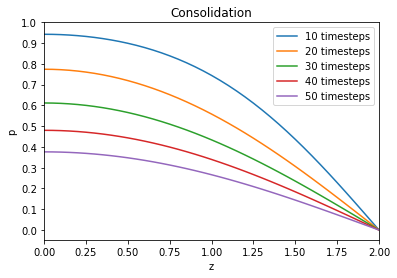 Consolidation
1.0
0.9
0.8
0.7
0.6
0.5
0.4
0.3
0.2
0.1
0.0
p
10 timesteps
20 timesteps
30 timesteps
40 timesteps
50 timesteps
0.00 0.25 0.50 0.75 1.00 1.25 1.50 1.75 2.00
z